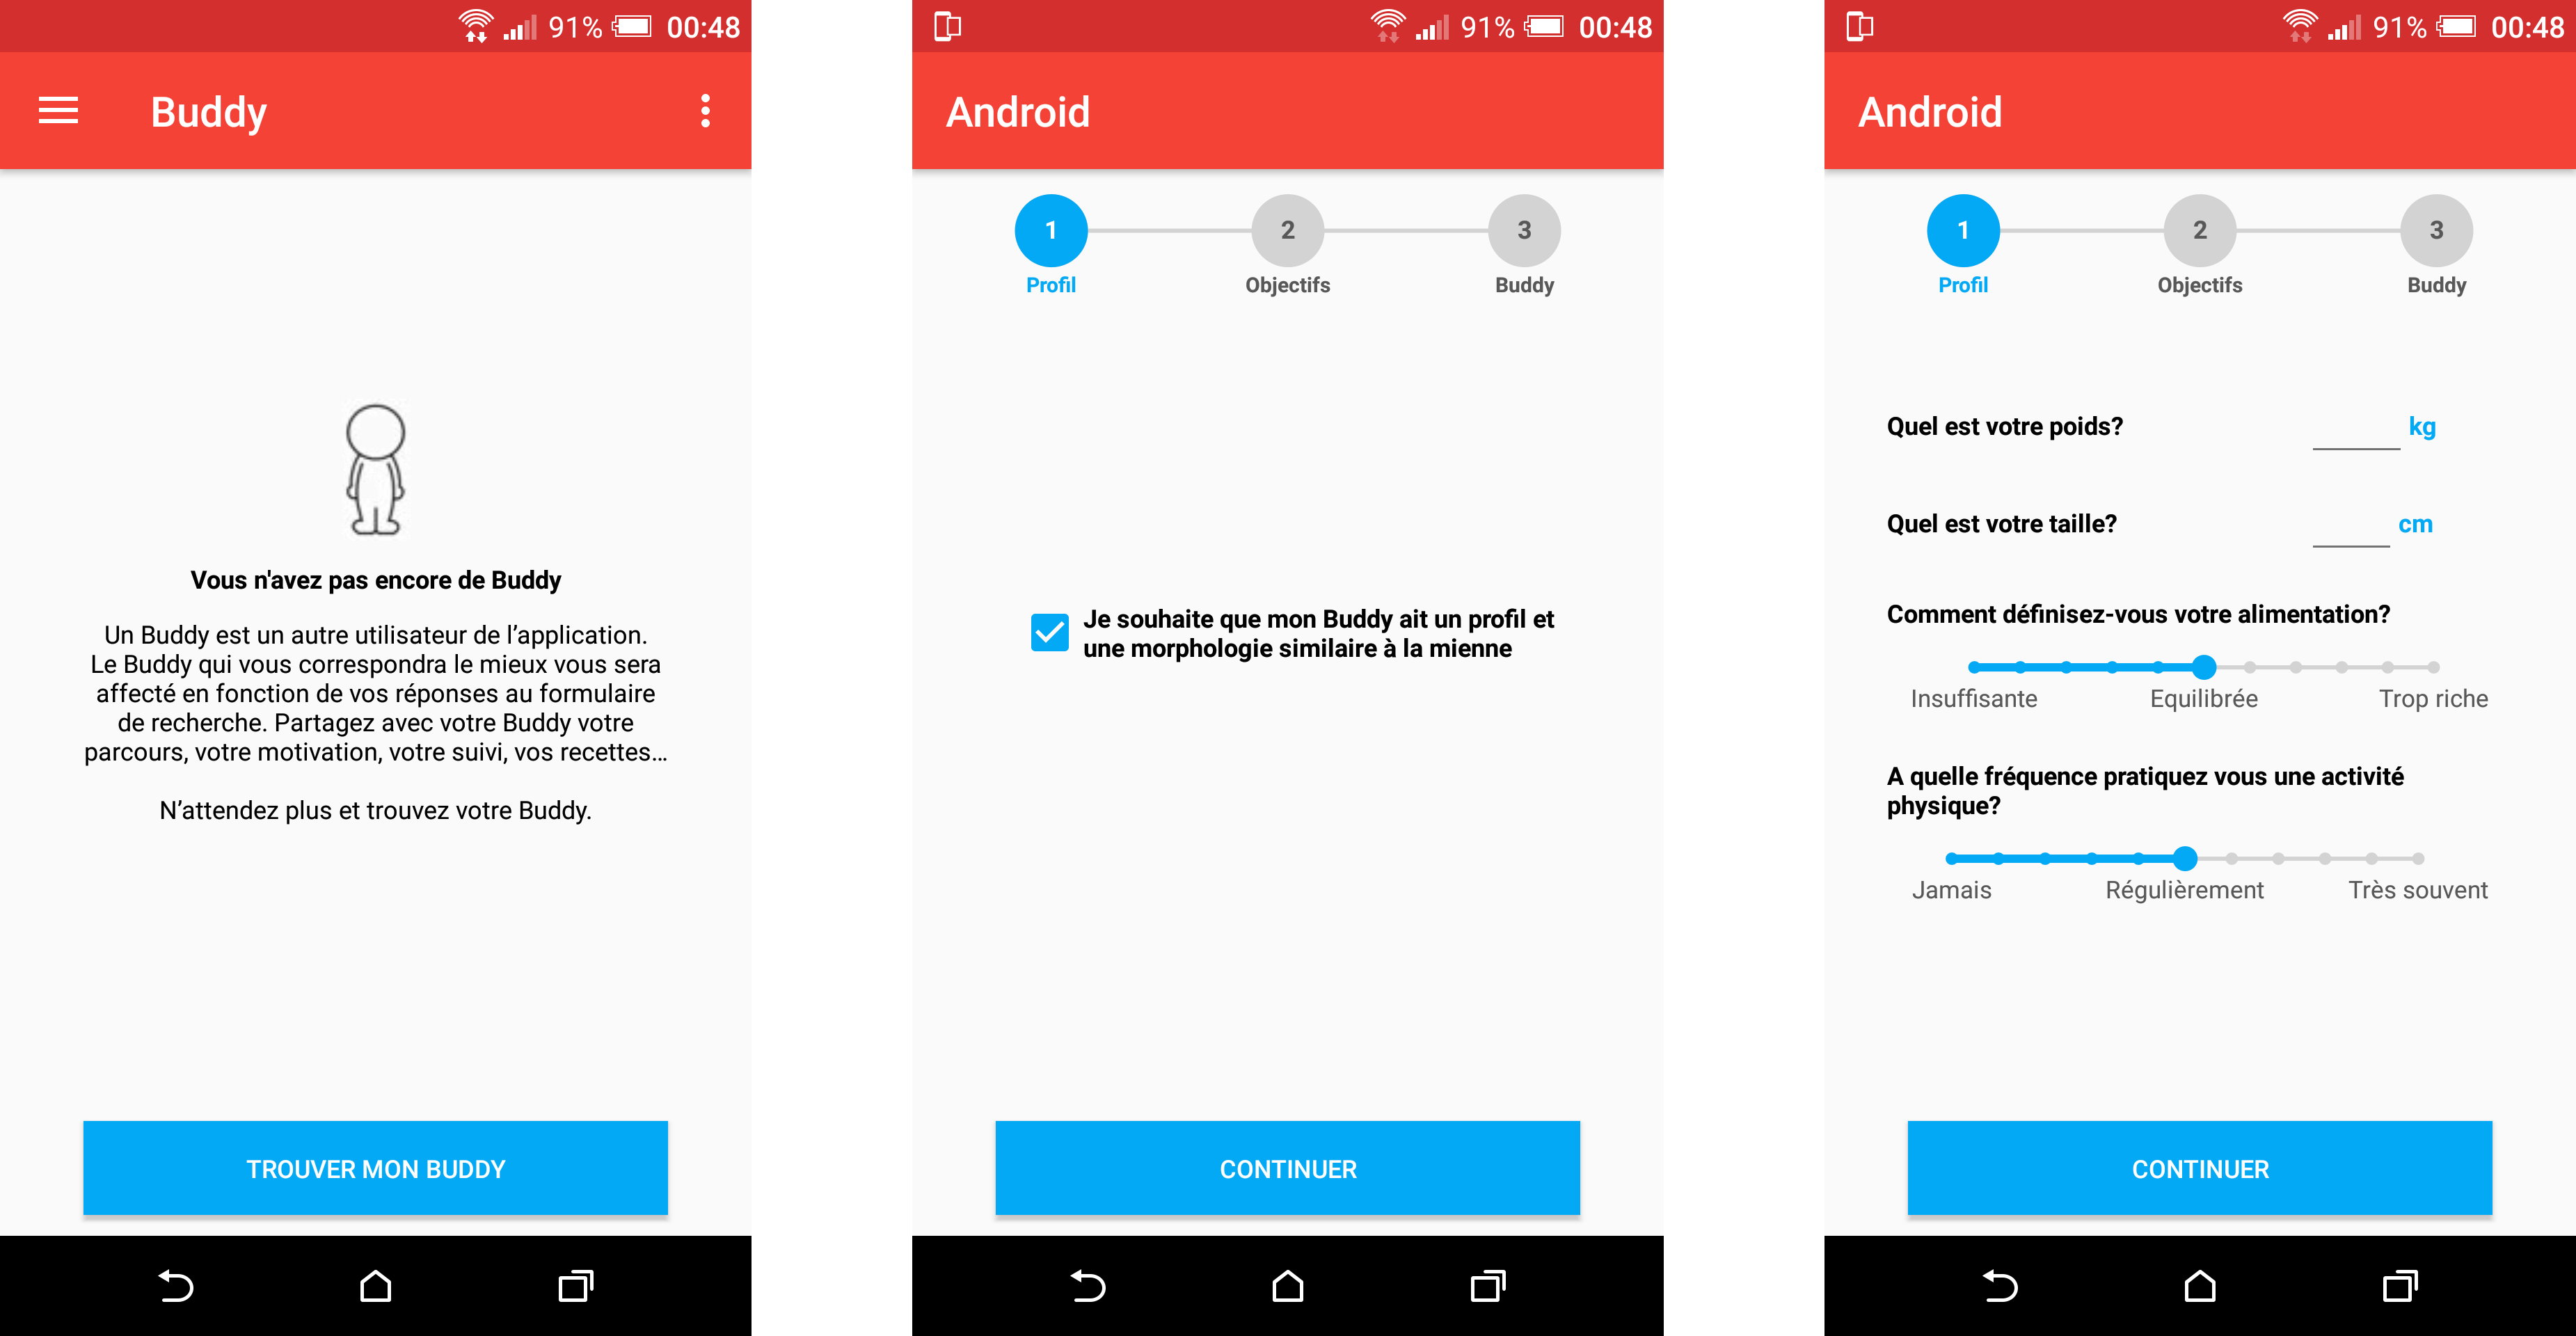 91% 00:48
Buddy
Vous n'avez pas encore de Buddy
Un Buddy est un autre utilisateur de l’application.
Le Buddy qui vous correspondra le mieux vous sera
affecté en fonction de vos réponses au formulaire
de recherche. Partagez avec votre Buddy votre
parcours, votre motivation, votre suivi, vos recettes...
N’attendez plus et trouvez votre Buddy.
TROUVER MON BUDDY
91% 00:48
Android
1 2 3
Profil Objectifs Buddy
Je souhaite que mon Buddy ait un profil et
une morphologie similaire à la mienne
CONTINUER
91% 00:48
Android
1 2 3
Profil Objectifs Buddy
Quel est votre poids? kg
Quel est votre taille? cm
Comment définisez-vous votre alimentation?
Insuffisante Equilibrée Trop riche
A quelle fréquence pratiquez vous une activité
physique?
Jamais Régulièrement Très souvent
CONTINUER